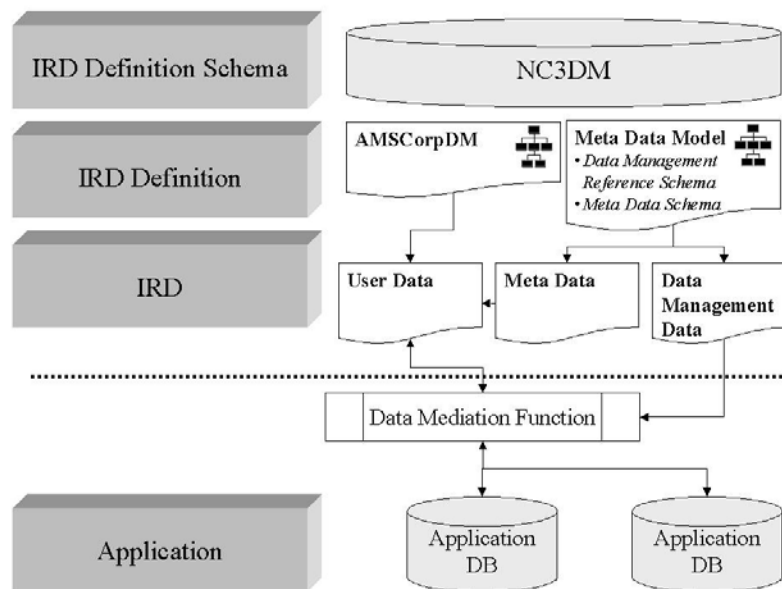 IRD Definition Schema
NC3DM
IRD Definition
AMSCorpDM
Meta Data Model
• Data Management
Reference Schema
• Meta Data Schema
IRD
User Data
Meta Data
Data
Management
Data
Data Mediation Function
Application
Application
DB
Application
DB